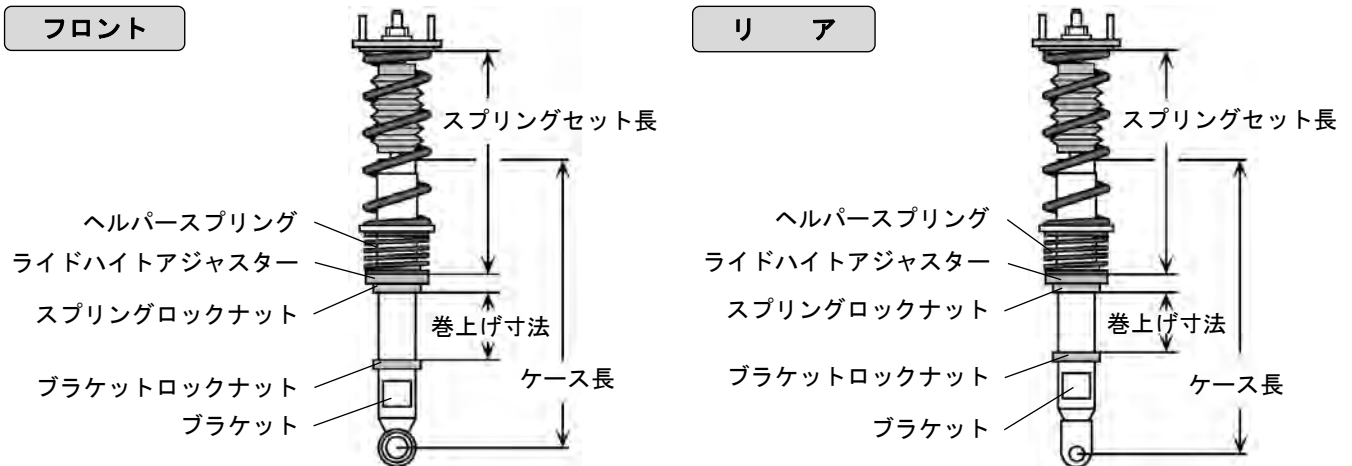 フロント
スプリングセット長
ヘルパースプリング
ライドハイトアジャスター
スプリングロックナット
巻上げ寸法
ブラケットロックナット
ケース長
ブラケット
リ ア
スプリングセット長
ヘルパースプリング
ライドハイトアジャスター
スプリングロックナット
巻上げ寸法
ブラケットロックナット
ケース長
ブラケット